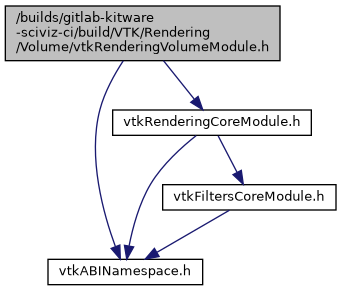 /builds/gitlab-kitware
-sciviz-ci/build/VTK/Rendering
/Volume/vtkRenderingVolumeModule.h
vtkRenderingCoreModule.h
vtkFiltersCoreModule.h
vtkABINamespace.h